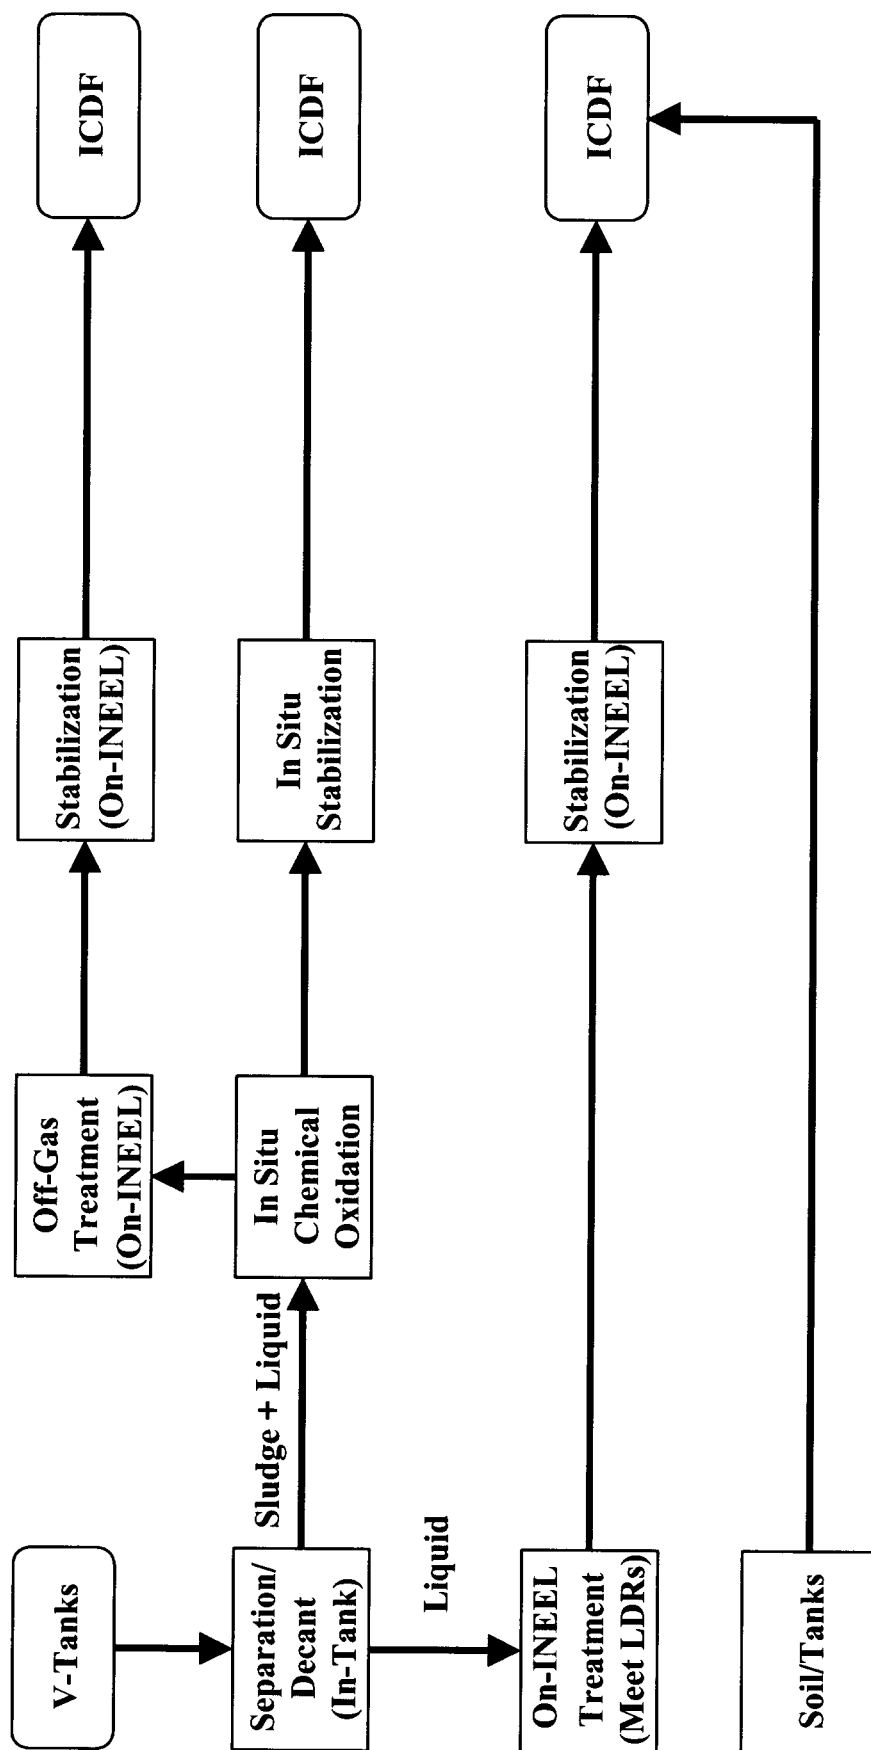 V-Tanks
Separation/
Decant
(In-Tank)
Sludge + Liquid
Liquid
Off-Gas
Treatment
(On-INEEL)
Stabilization
(On-INEEL)
ICDF
In Situ
Chemical
Oxidation
In Situ
Stabilization
ICDF
On-INEEL
Treatment
(Meet LDRs)
Stabilization
(On-INEEL)
ICDF
Soil/Tanks